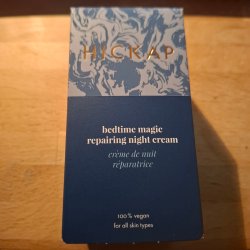 HICKAP
bedtime magic
repairing night cream
crème de nuit
réparatrice
100% vegan
for all skin types